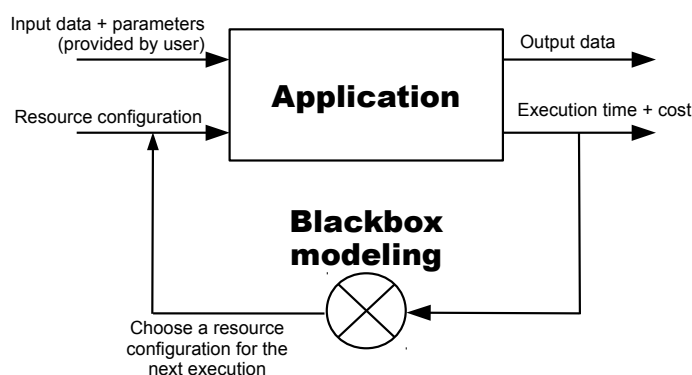 Input data + parameters
(provided by user)
Output data
Application
Resource configuration
Execution time + cost
Blackbox
modeling
Choose a resource
configuration for the
next execution